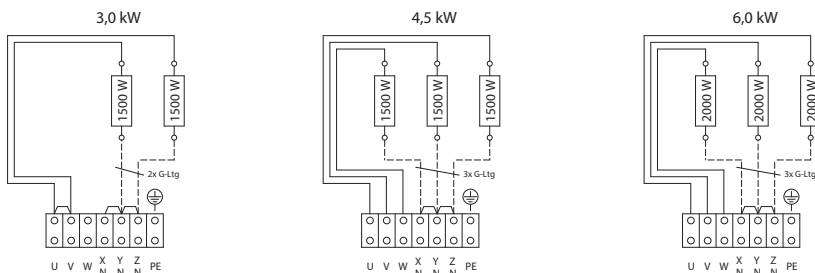 3,0 kW
1500 W
1500 W
2x G-Ltg
U V W X Y Z PE
N N N
4,5 kW
1500 W
1500 W
1500 W
3x G-Ltg
U V W X Y Z PE
N N N
6,0 kW
2000 W
2000 W
2000 W
3x G-Ltg
U V W X Y Z PE
N N N